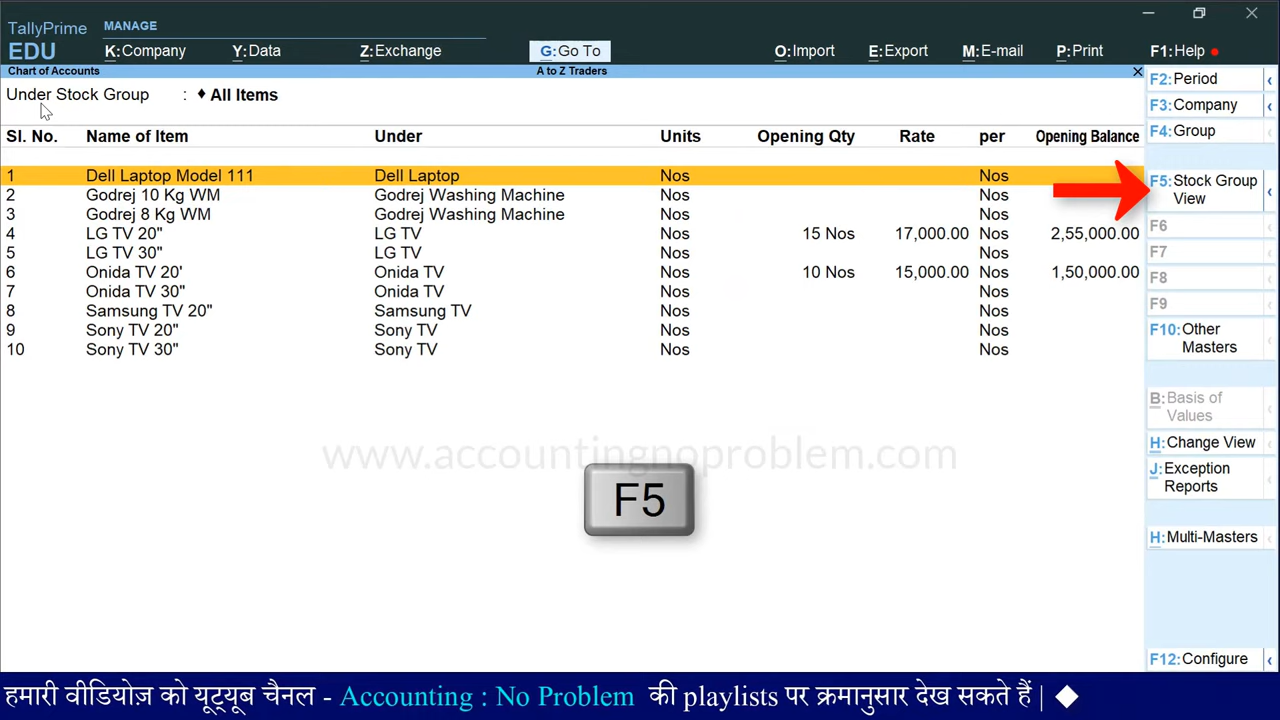 TallyPrime MANAGE
EDU K:Company Y:Data Z:Exchange G:Go To O:Import E:Export M:E-mail P:Print F1:Help
Chart of Accounts A to Z Traders
Under Stock Group : ♦ All Items
Sl. No. Name of Item Under Units Opening Qty Rate per Opening Balance
1 Dell Laptop Model 111 Dell Laptop Nos Nos
2 Godrej 10 Kg WM Godrej Washing Machine Nos Nos
3 Godrej 8 Kg WM Godrej Washing Machine Nos Nos
4 LG TV 20" LG TV Nos 15 Nos 17,000.00 Nos 2,55,000.00
5 LG TV 30" LG TV Nos Nos
6 Onida TV 20' Onida TV Nos 10 Nos 15,000.00 Nos 1,50,000.00
7 Onida TV 30" Onida TV Nos Nos
8 Samsung TV 20" Samsung TV Nos Nos
9 Sony TV 20" Sony TV Nos Nos
10 Sony TV 30" Sony TV Nos Nos
F2:Period
F3:Company
F4:Group
F5:Stock Group
View
F6
F7
F8
F9
F10:Other
Masters
B:Basis of
Values
H:Change View
J:Exception
Reports
H:Multi-Masters
F12:Configure
www.accountingnoproblem.com
F5
हमारी वीडियोज़ को यूट्यूब चैनल - Accounting : No Problem की playlists पर क्रमानुसार देख सकते हैं | ◆